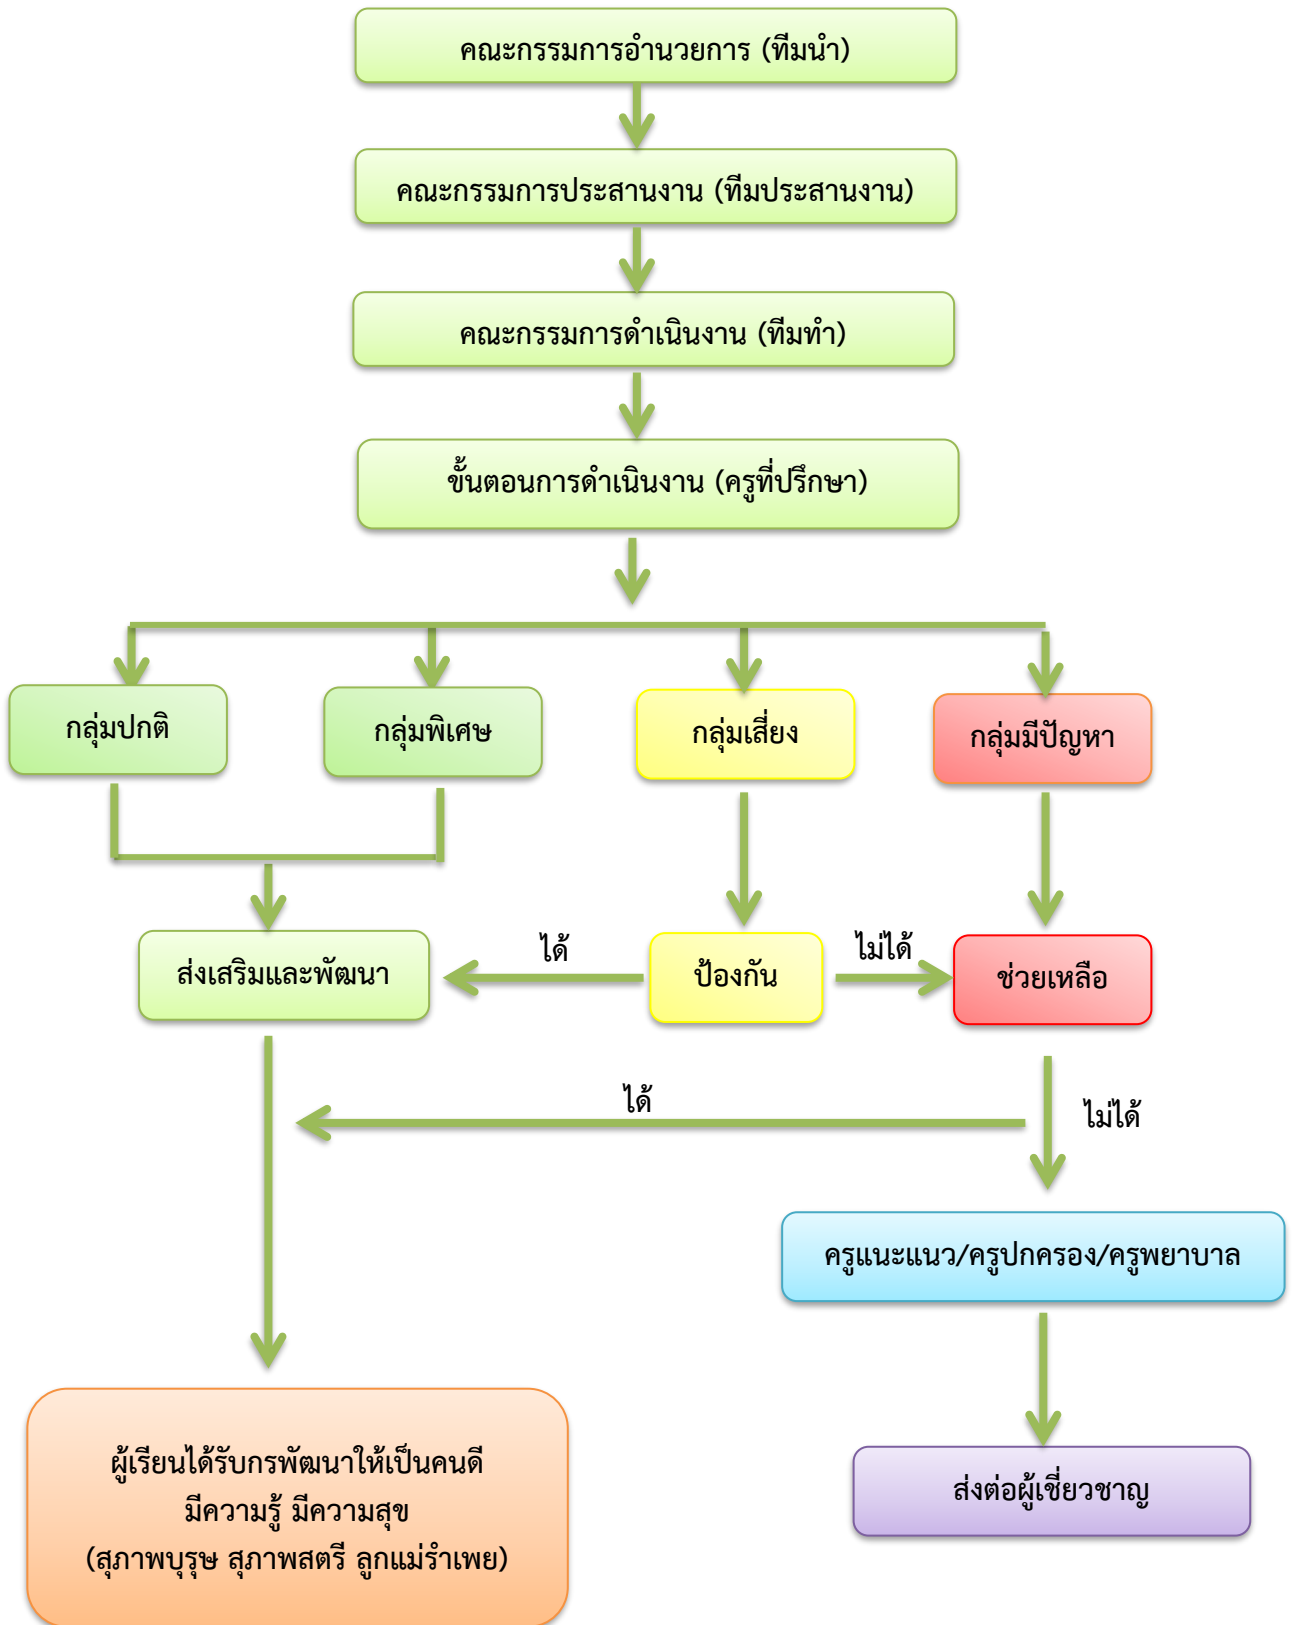 คณะกรรมการอำนวยการ (ทีมนำ)
คณะกรรมการประสานงาน (ทีมประสานงาน)
คณะกรรมการดำเนินงาน (ทีมทำ)
ขั้นตอนการดำเนินงาน (ครูที่ปรึกษา)
กลุ่มปกติ
กลุ่มพิเศษ
กลุ่มเสี่ยง
กลุ่มมีปัญหา
ส่งเสริมและพัฒนา
ได้
ป้องกัน
ไม่ได้
ช่วยเหลือ
ได้
ไม่ได้
ครูแนะแนว/ครูปกครอง/ครูพยาบาล
ส่งต่อผู้เชี่ยวชาญ
ผู้เรียนได้รับกรพัฒนาให้เป็นคนดี
มีความรู้ มีความสุข
(สุภาพบุรุษ สุภาพสตรี ลูกแม่รำเพย)